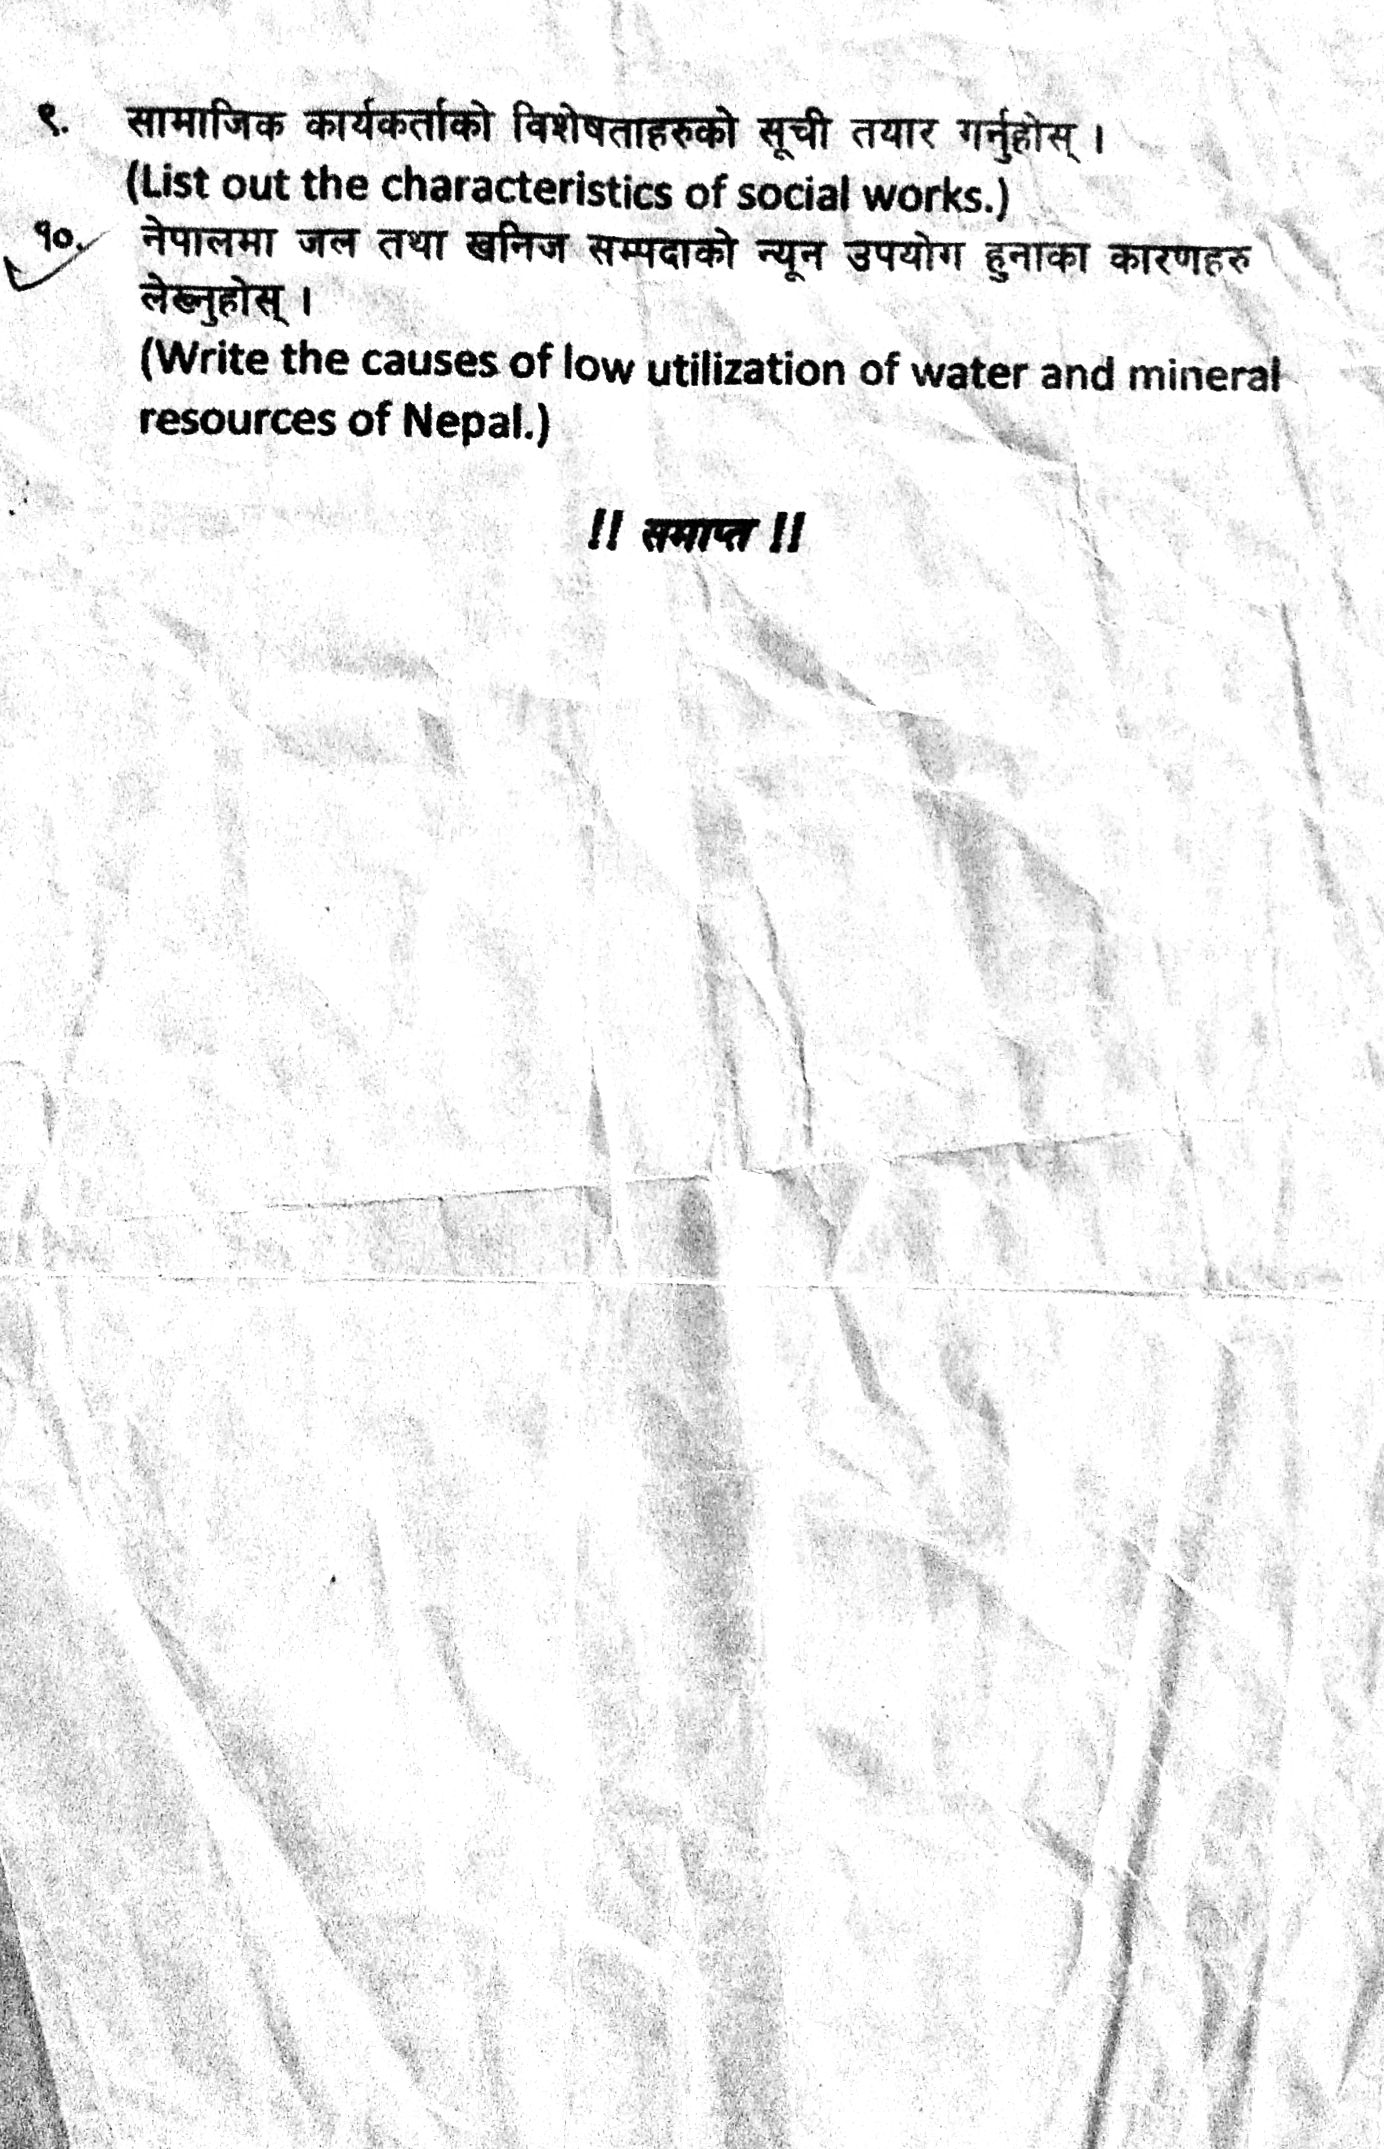 ९. सामाजिक कार्यकर्ताको विशेषताहरुको सूची तयार गर्नुहोस् ।
(List out the characteristics of social works.)
१०. नेपालमा जल तथा खनिज सम्पदाको न्यून उपयोग हुनाका कारणहरु
लेख्नुहोस् ।
(Write the causes of low utilization of water and mineral
resources of Nepal.)
!! समाप्त !!